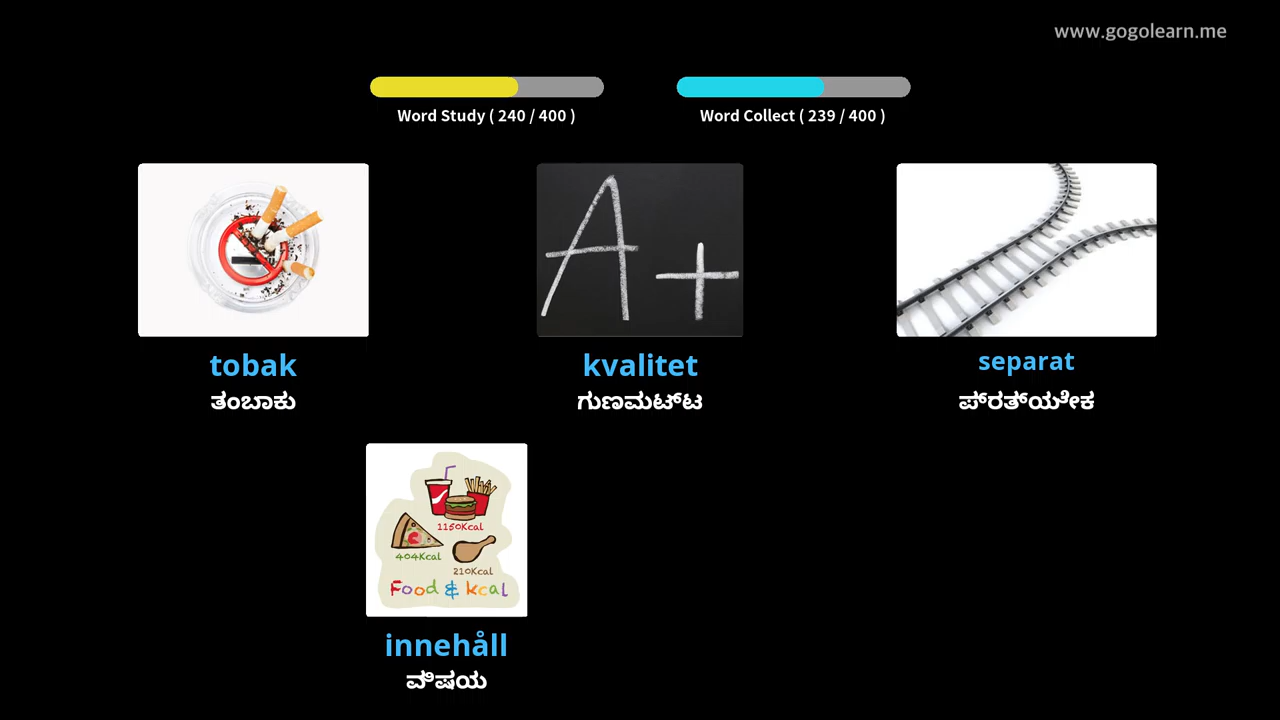 www.gogolearn.me
Word Study ( 240 / 400 )
Word Collect ( 239 / 400 )
A+
tobak
kvalitet
separat
ತಂಬಾಕು
ಗುಣಮಟ್ಟ
ಪ್ರತ್ಯೇಕ
1150Kcal
404Kcal
210Kcal
Food & kcal
innehåll
ವಿಷಯ